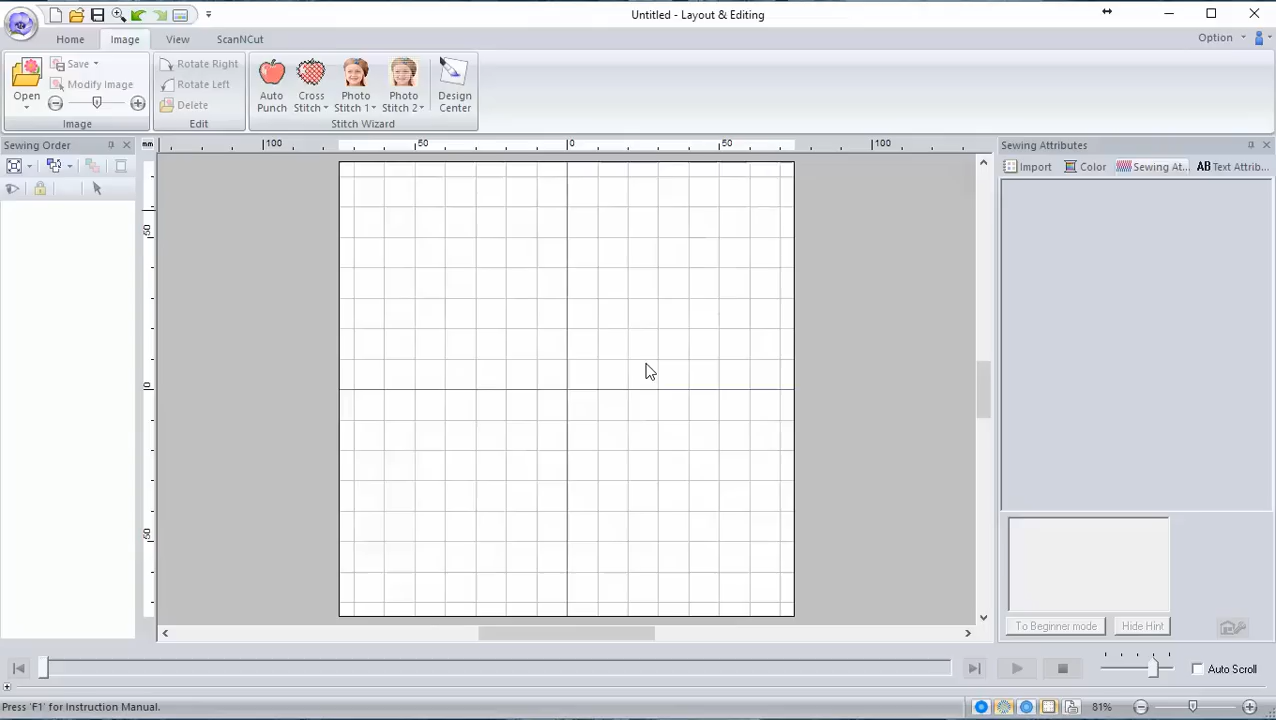 Untitled - Layout & Editing
Home
Image
View
ScanNCut
Option
Open
Save
Modify Image
Image
Rotate Right
Rotate Left
Delete
Edit
Auto
Punch
Cross
Stitch
Photo
Stitch 1
Photo
Stitch 2
Design
Center
Stitch Wizard
Sewing Order
mm
100
50
0
50
100
50
0
50
Sewing Attributes
Import
Color
Sewing At...
AB Text Attrib...
To Beginner mode
Hide Hint
Auto Scroll
Press 'F1' for Instruction Manual.
81%